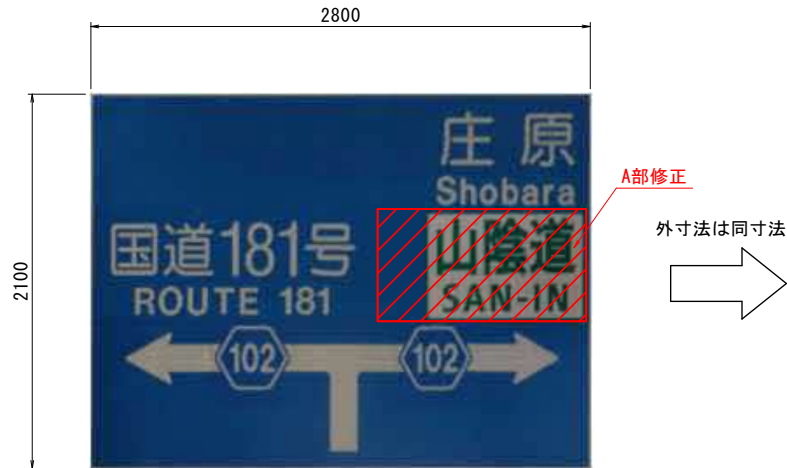 2800
2100
庄原
Shobara
A部修正
外寸法は同寸法
国道181号
ROUTE 181
山陰道
SAN-IN
102
102